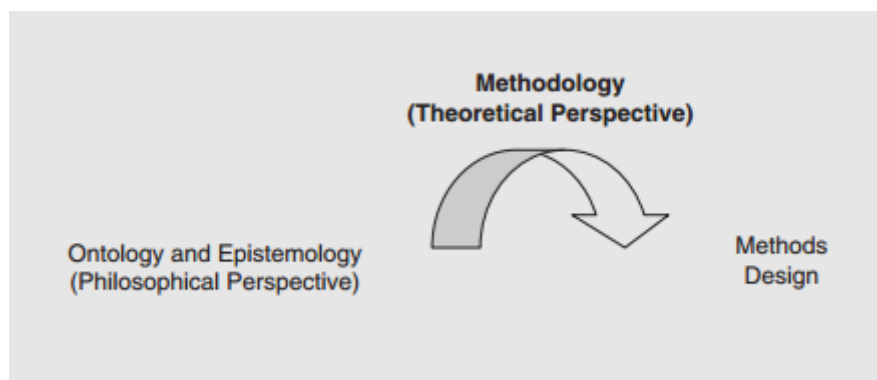 Methodology
(Theoretical Perspective)
Ontology and Epistemology
(Philosophical Perspective)
Methods
Design